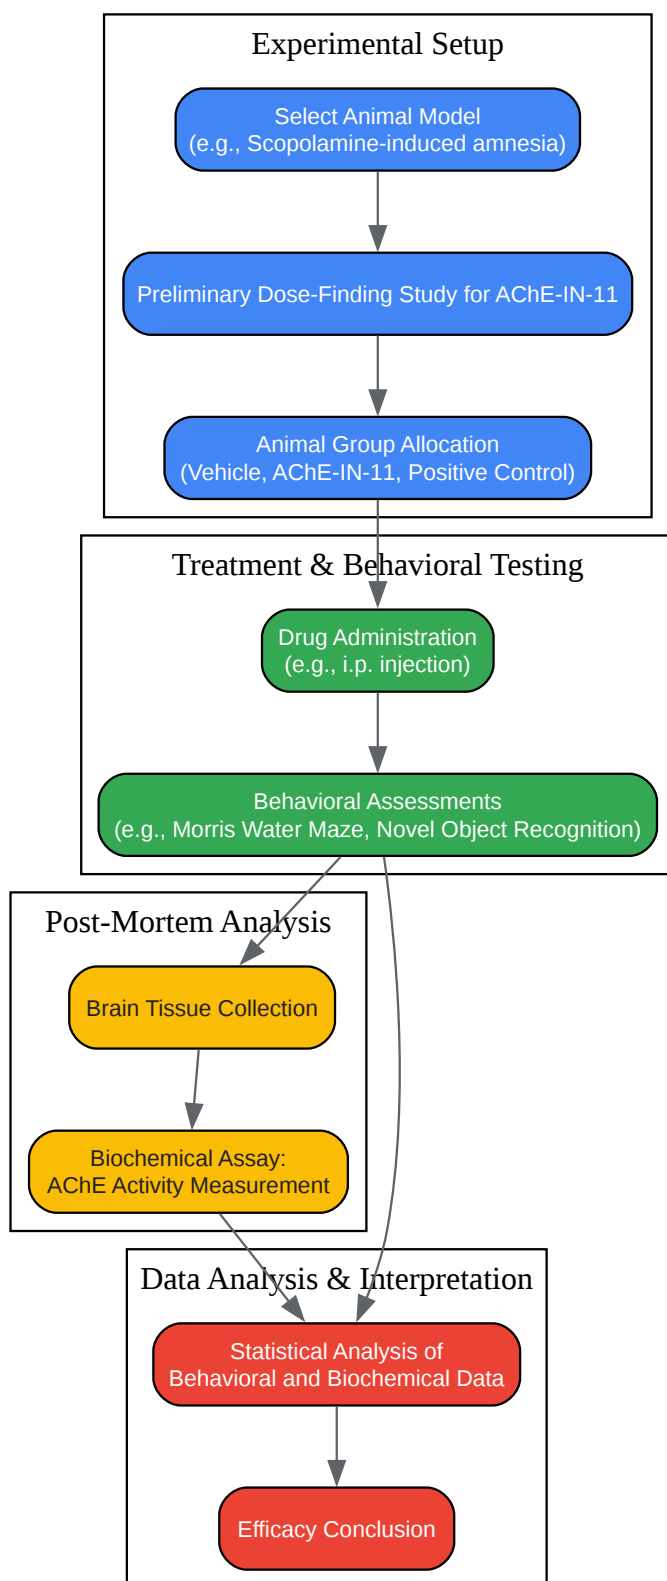 Experimental Setup
Select Animal Model
(e.g., Scopolamine-induced amnesia)
Preliminary Dose-Finding Study for AChE-IN-11
Animal Group Allocation
(Vehicle, AChE-IN-11, Positive Control)
Treatment & Behavioral Testing
Drug Administration
(e.g., i.p. injection)
Behavioral Assessments
(e.g., Morris Water Maze, Novel Object Recognition)
Post-Mortem Analysis
Brain Tissue Collection
Biochemical Assay:
AChE Activity Measurement
Data Analysis & Interpretation
Statistical Analysis of
Behavioral and Biochemical Data
Efficacy Conclusion